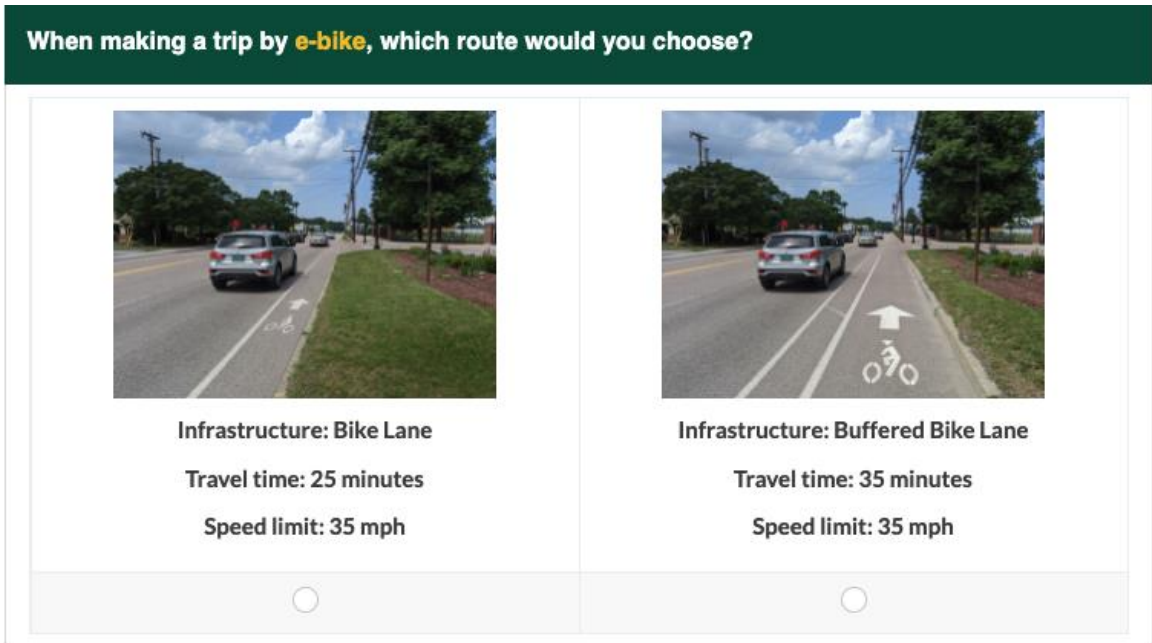 When making a trip by e-bike, which route would you choose?
Infrastructure: Bike Lane
Travel time: 25 minutes
Speed limit: 35 mph
Infrastructure: Buffered Bike Lane
Travel time: 35 minutes
Speed limit: 35 mph